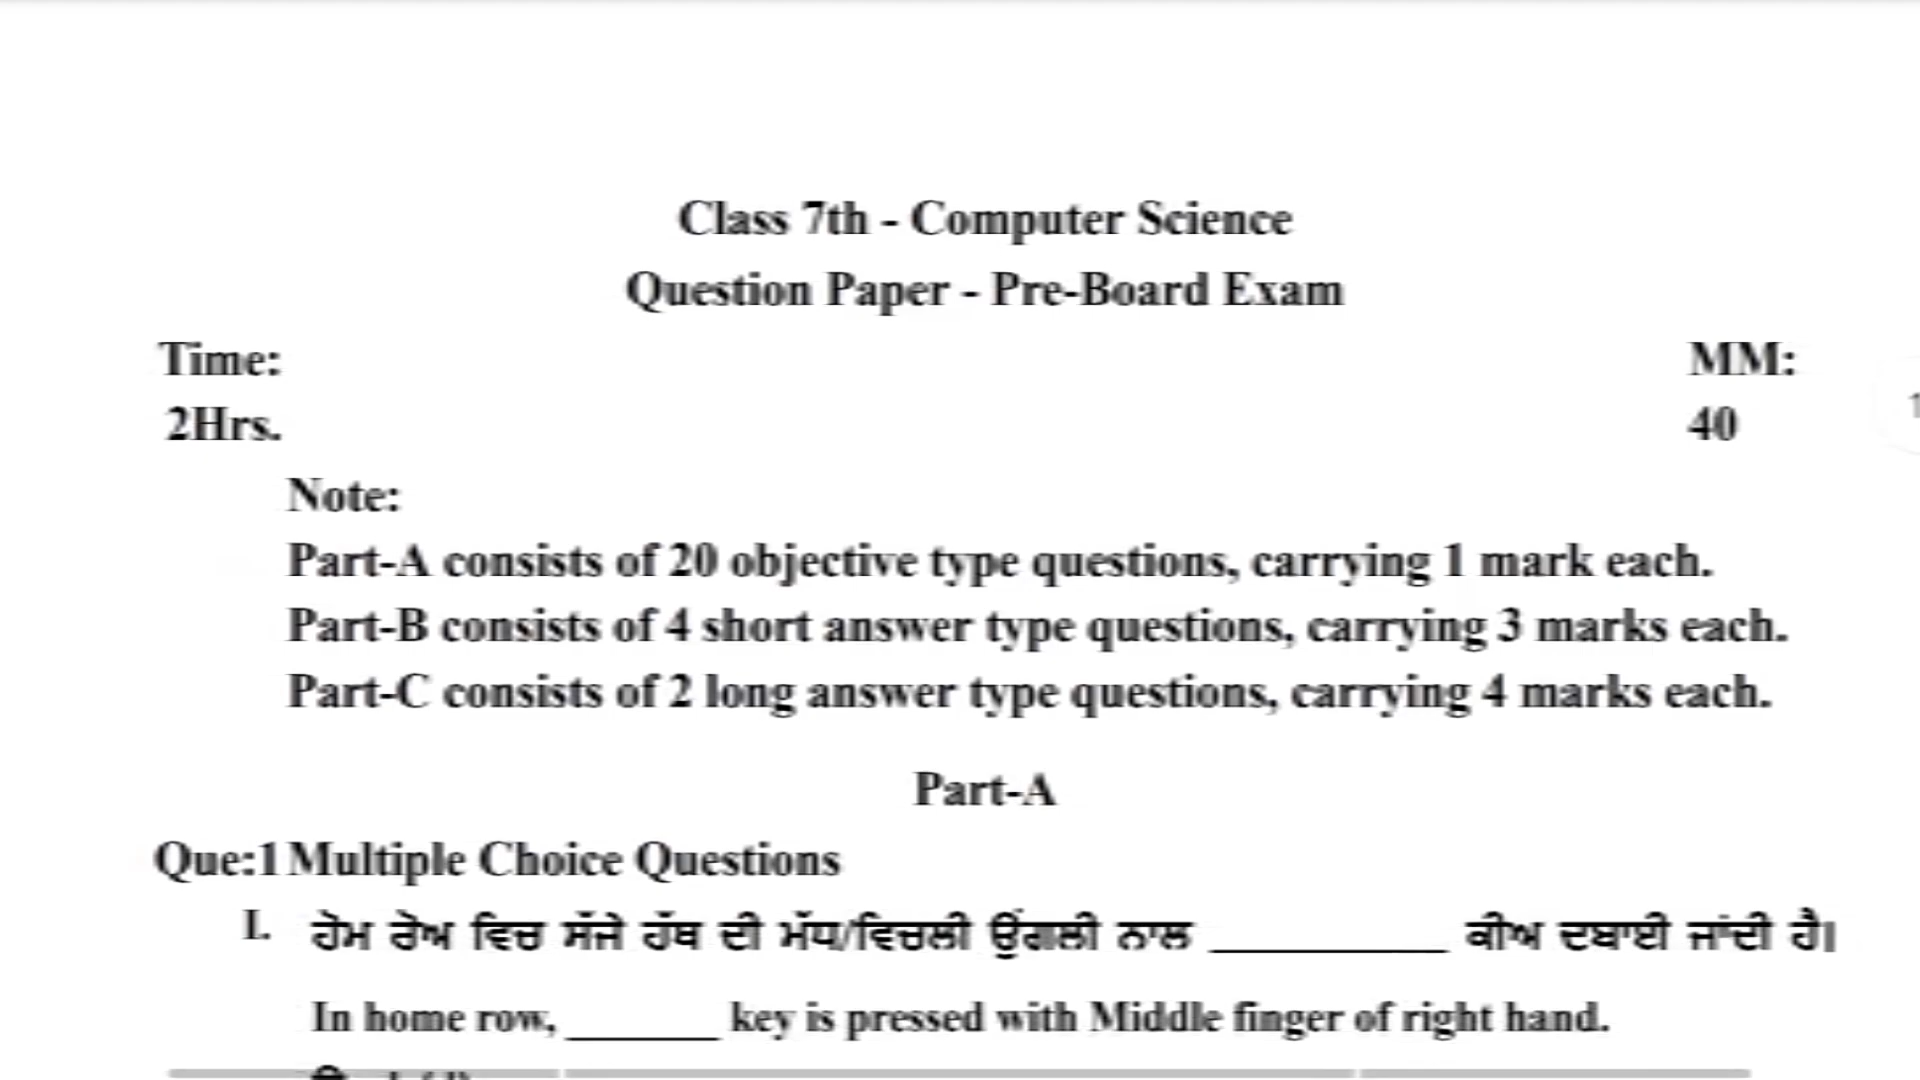 Class 7th - Computer Science
Question Paper - Pre-Board Exam
Time: MM:
2Hrs. 40
Note:
Part-A consists of 20 objective type questions, carrying 1 mark each.
Part-B consists of 4 short answer type questions, carrying 3 marks each.
Part-C consists of 2 long answer type questions, carrying 4 marks each.
Part-A
Que:1 Multiple Choice Questions
I. ਹੋਮ ਰੋਅ ਵਿਚ ਸੱਜੇ ਹੱਥ ਦੀ ਮੱਧ/ਵਿਚਲੀ ਉਂਗਲੀ ਨਾਲ __________ ਕੀਅ ਦਬਾਈ ਜਾਂਦੀ ਹੈ।
In home row, _______ key is pressed with Middle finger of right hand.